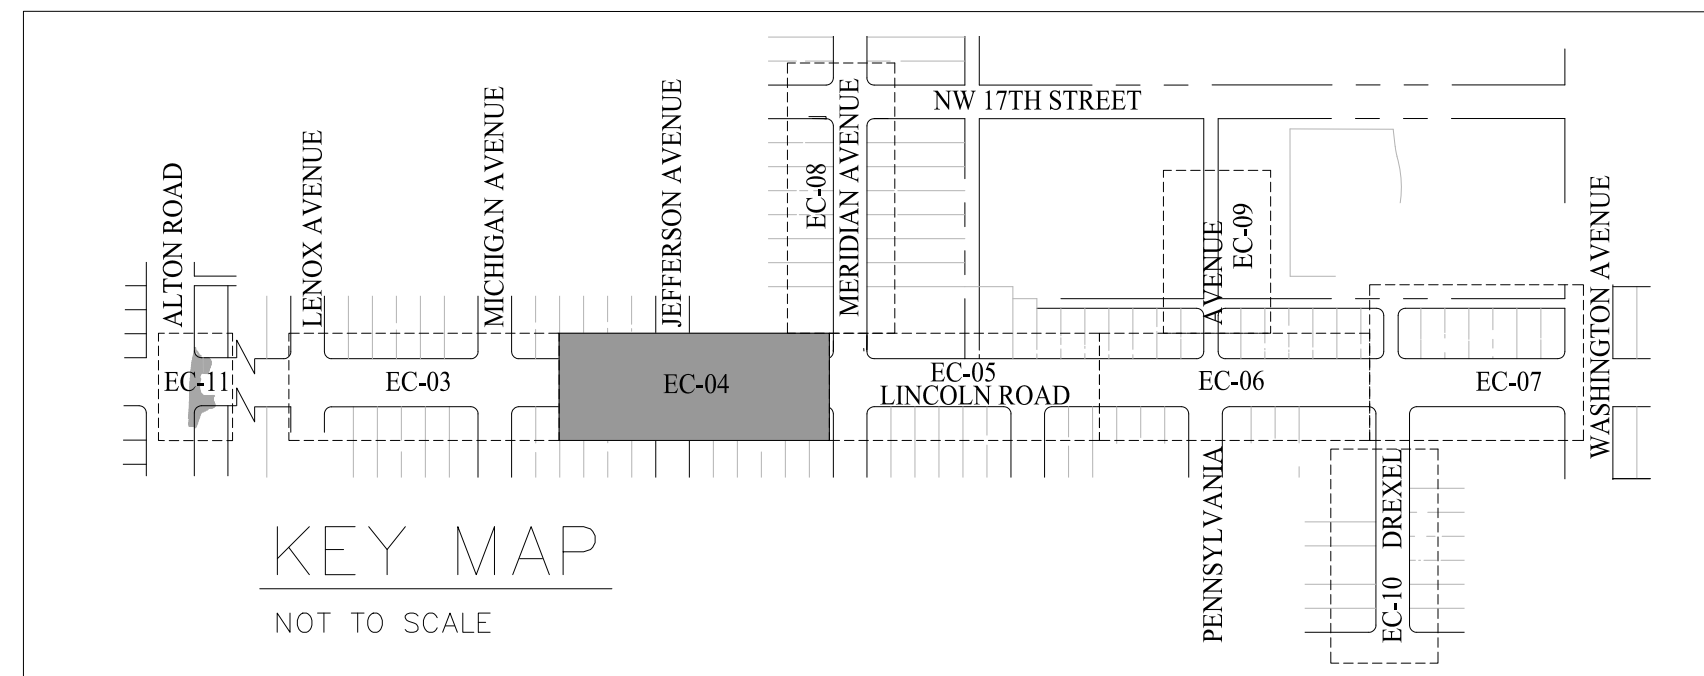 NW 17TH STREET
ALTON ROAD
LENOX AVENUE
MICHIGAN AVENUE
JEFFERSON AVENUE
EC-08
MERIDIAN AVENUE
AVENUE
EC-09
WASHINGTON AVENUE
EC-11
EC-03
EC-04
EC-05
LINCOLN ROAD
EC-06
EC-07
PENNSYLVANIA
EC-10 DREXEL
KEY MAP
NOT TO SCALE